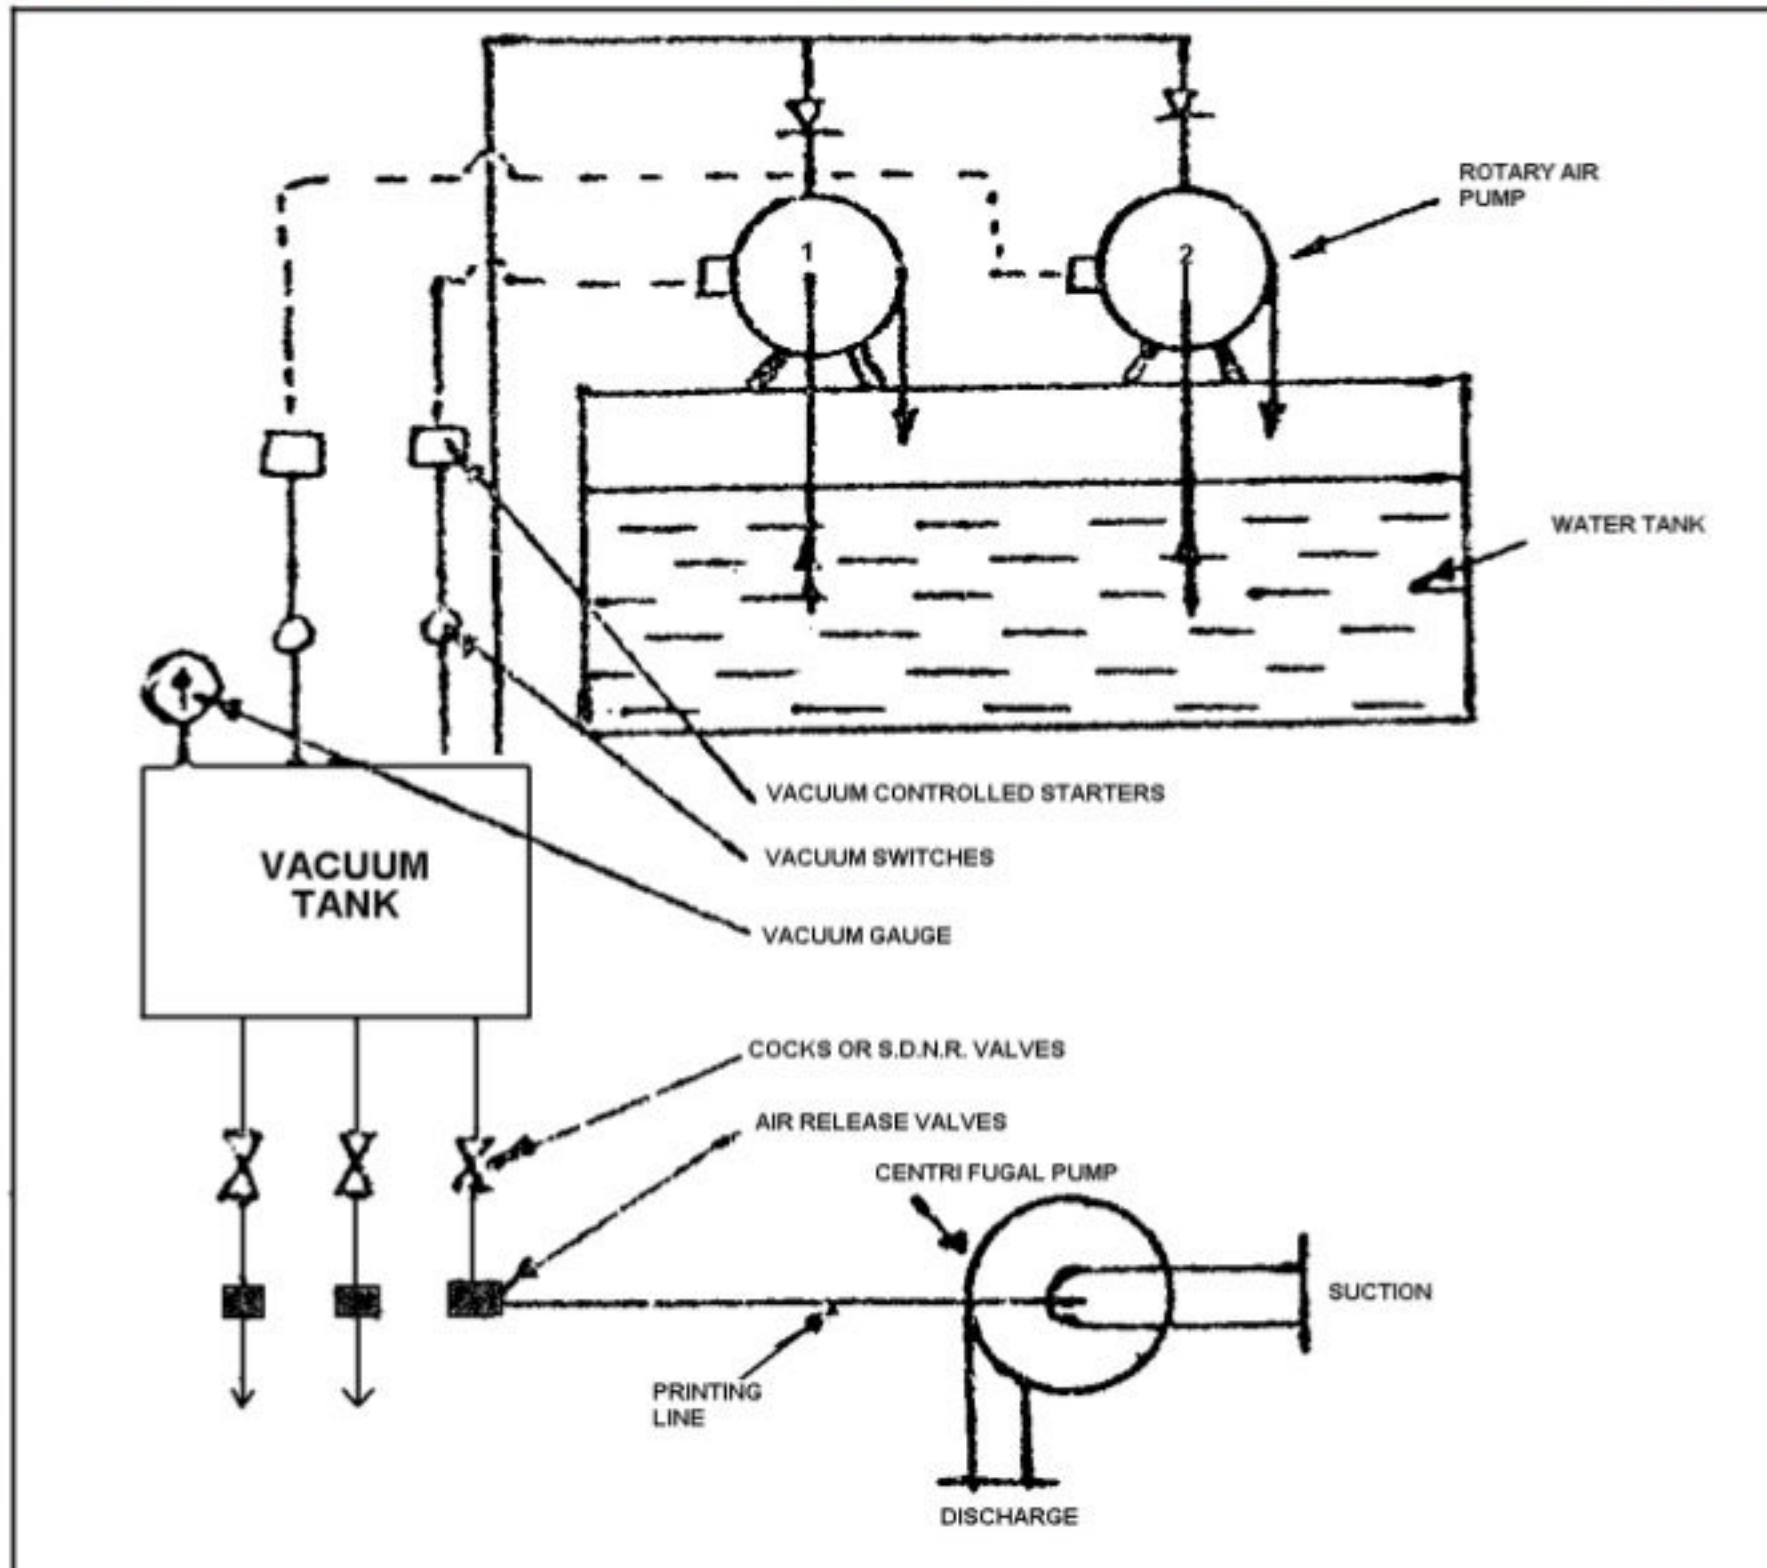 ROTARY AIR
PUMP
1
2
WATER TANK
VACUUM CONTROLLED STARTERS
VACUUM SWITCHES
VACUUM
TANK
VACUUM GAUGE
COCKS OR S.D.N.R. VALVES
AIR RELEASE VALVES
CENTRI FUGAL PUMP
SUCTION
PRINTING
LINE
DISCHARGE